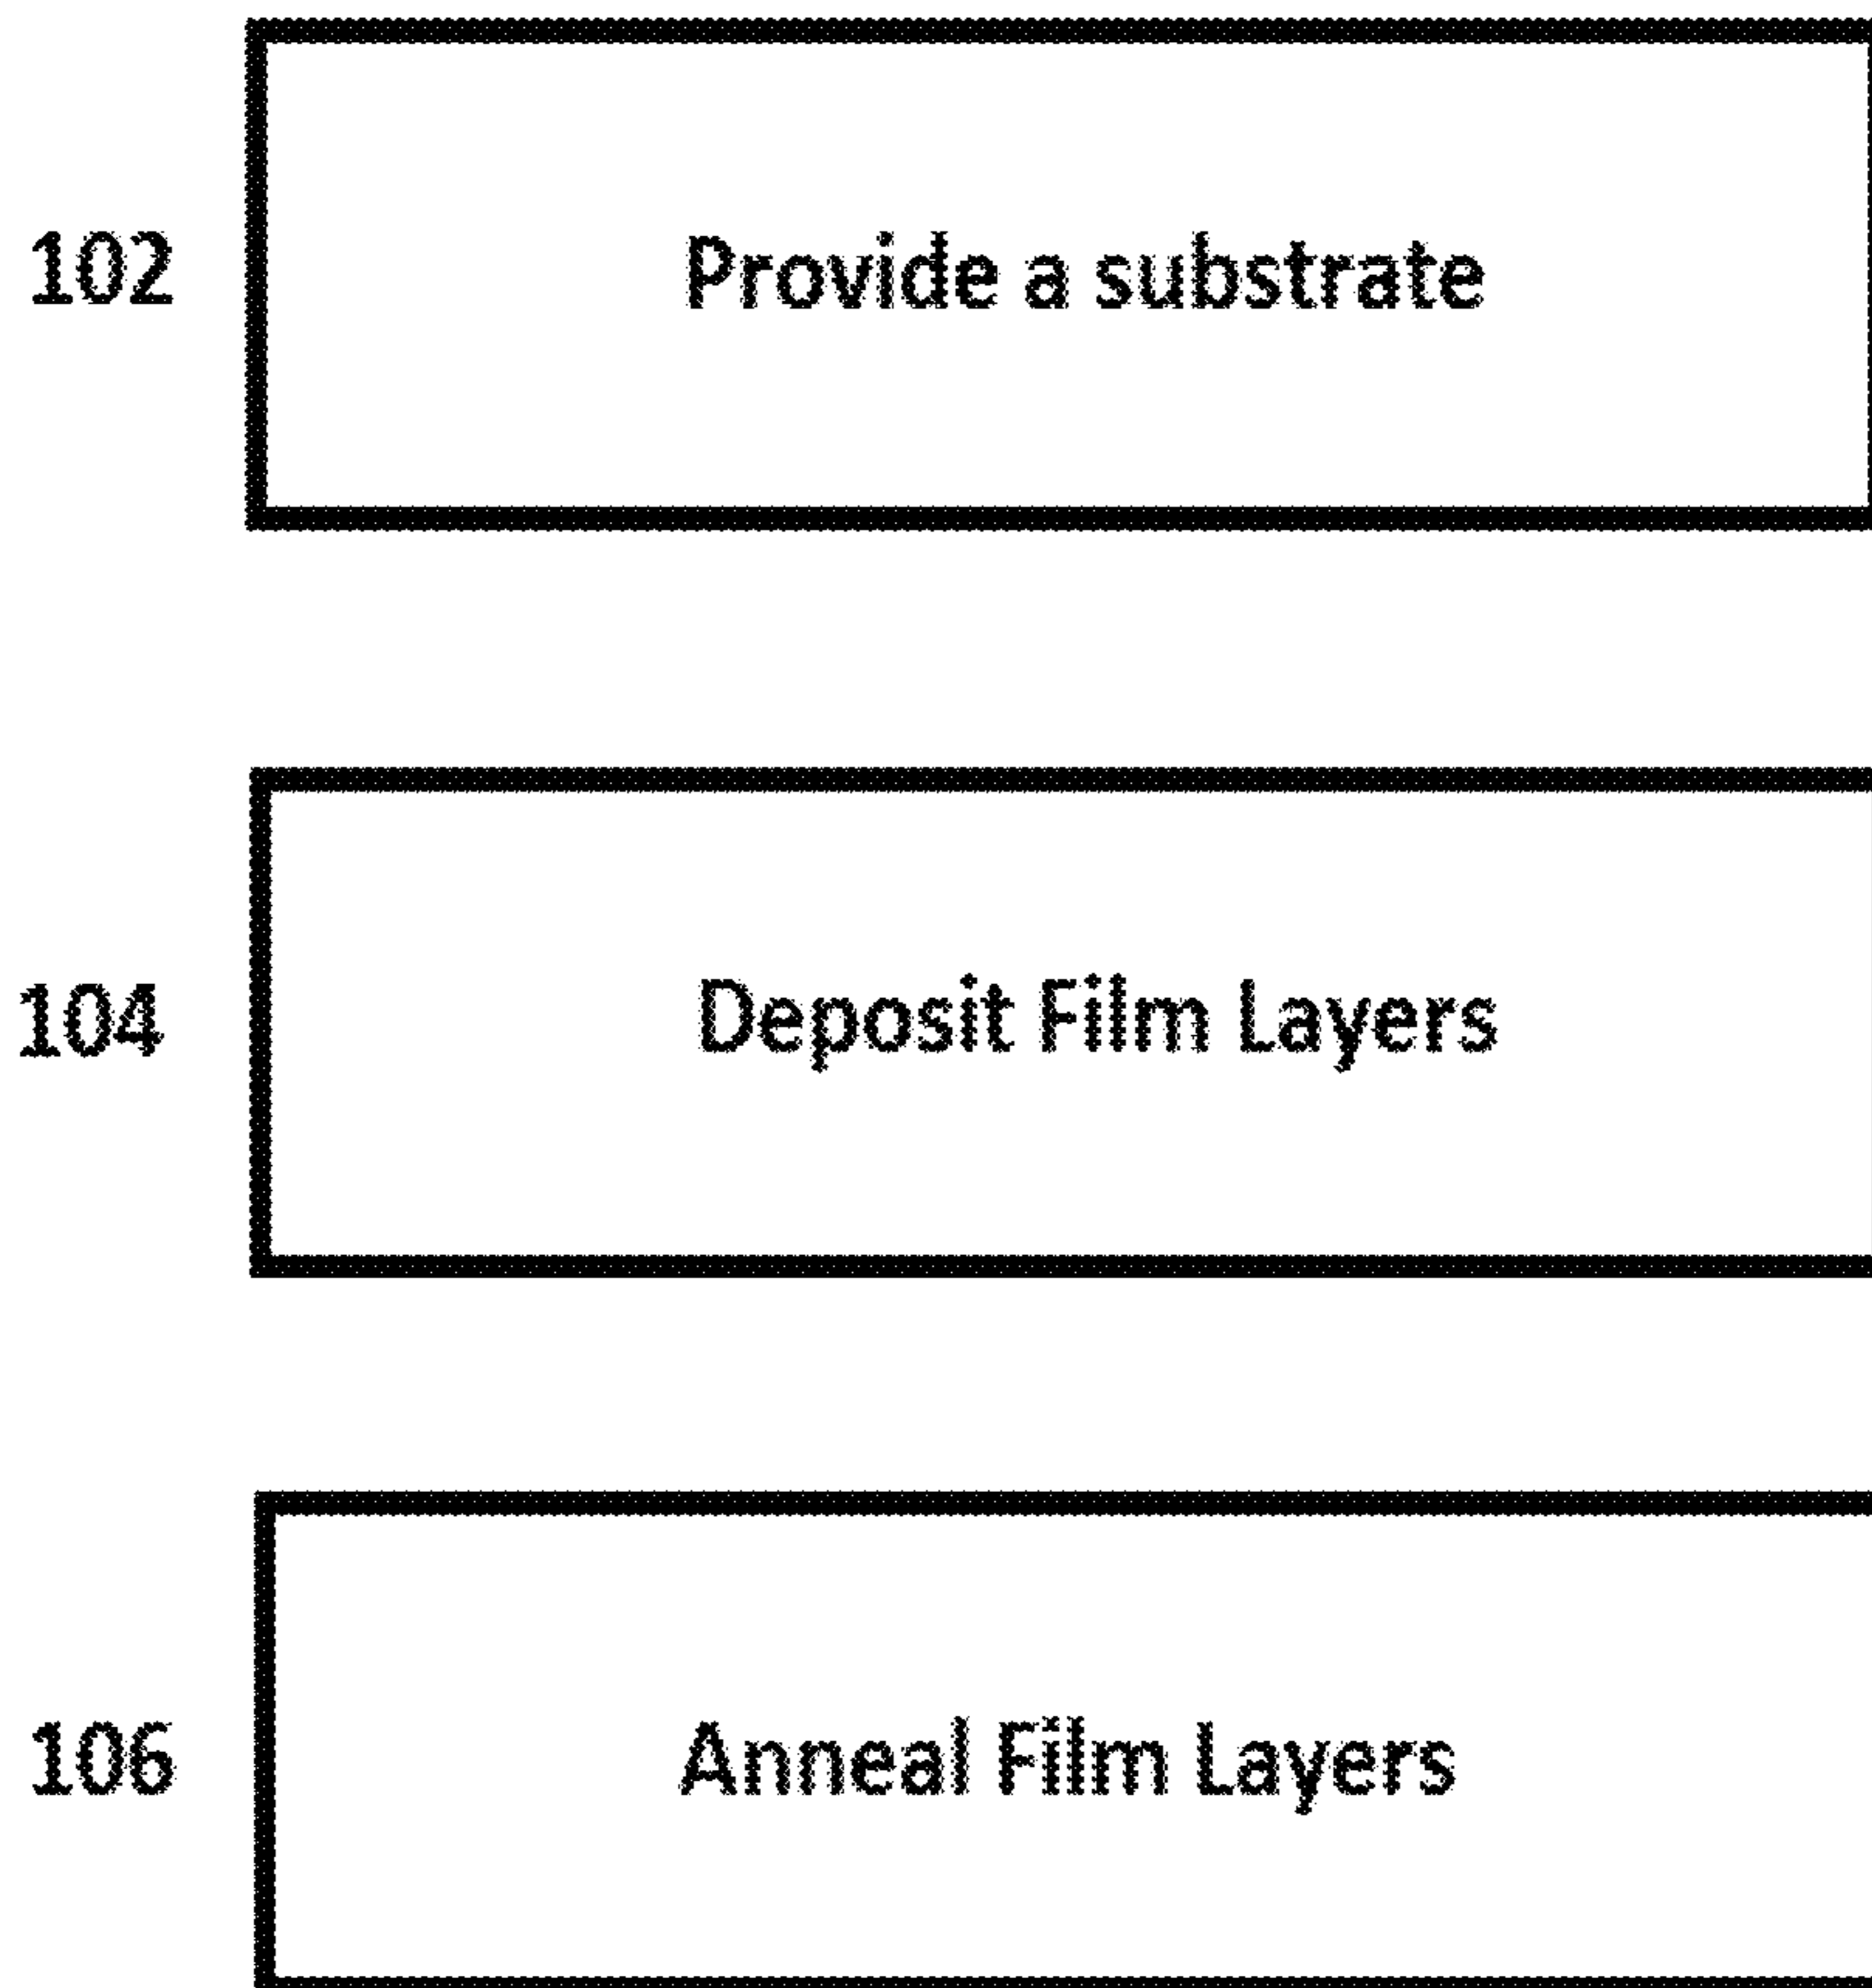 102 Provide a substrate
104 Deposit Film Layers
106 Anneal Film Layers